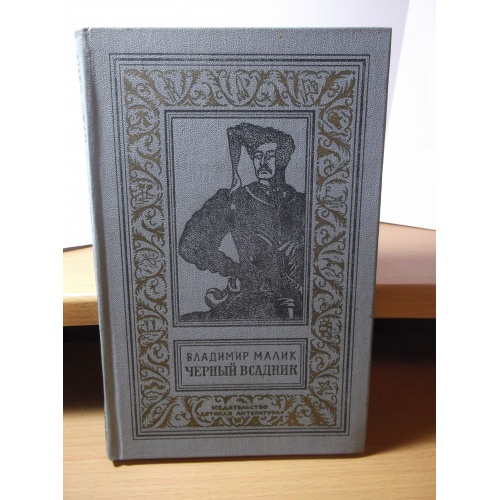 ВЛАДИМИР МАЛИК
ЧЕРНЫЙ ВСАДНИК
ИЗДАТЕЛЬСТВО
ДЕТСКАЯ ЛИТЕРАТУРА